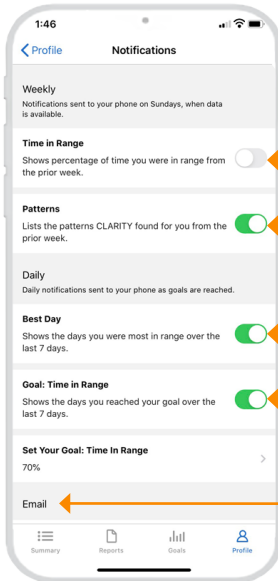 1:46
Profile
Notifications
Weekly
Notifications sent to your phone on Sundays, when data
is available.
Time in Range
Shows percentage of time you were in range from
the prior week.
Patterns
Lists the patterns CLARITY found for you from the
prior week.
Daily
Daily notifications sent to your phone as goals are reached.
Best Day
Shows the days you were most in range over the
last 7 days.
Goal: Time in Range
Shows the days you reached your goal over the
last 7 days.
Set Your Goal: Time In Range
70%
Email
Summary
Reports
Goals
Profile